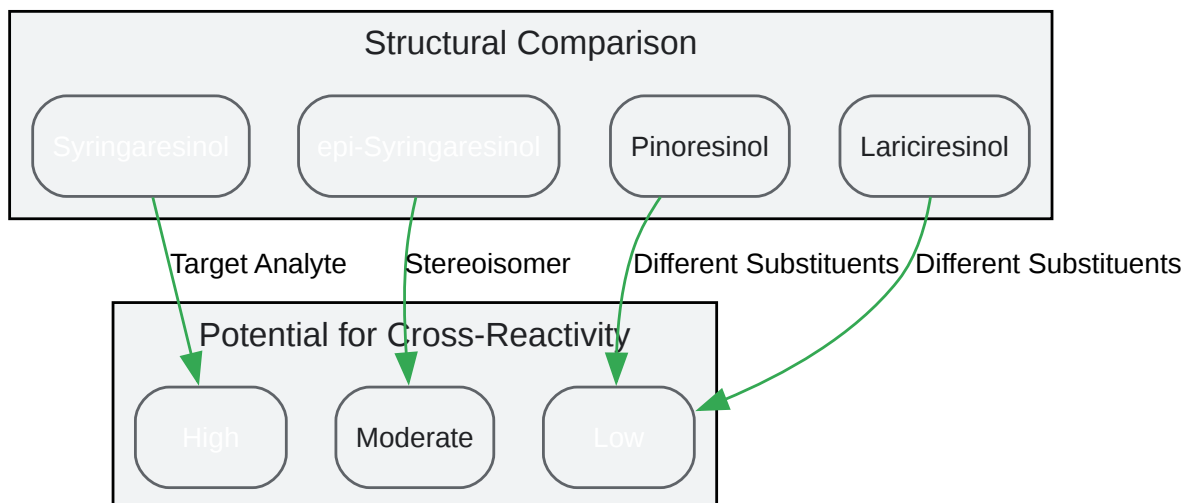 Structural Comparison
Syringaresinol
epi-Syringaresinol
Pinoresinol
Lariciresinol
Target Analyte
Stereoisomer
Different Substituents
Different Substituents
Potential for Cross-Reactivity
High
Moderate
Low